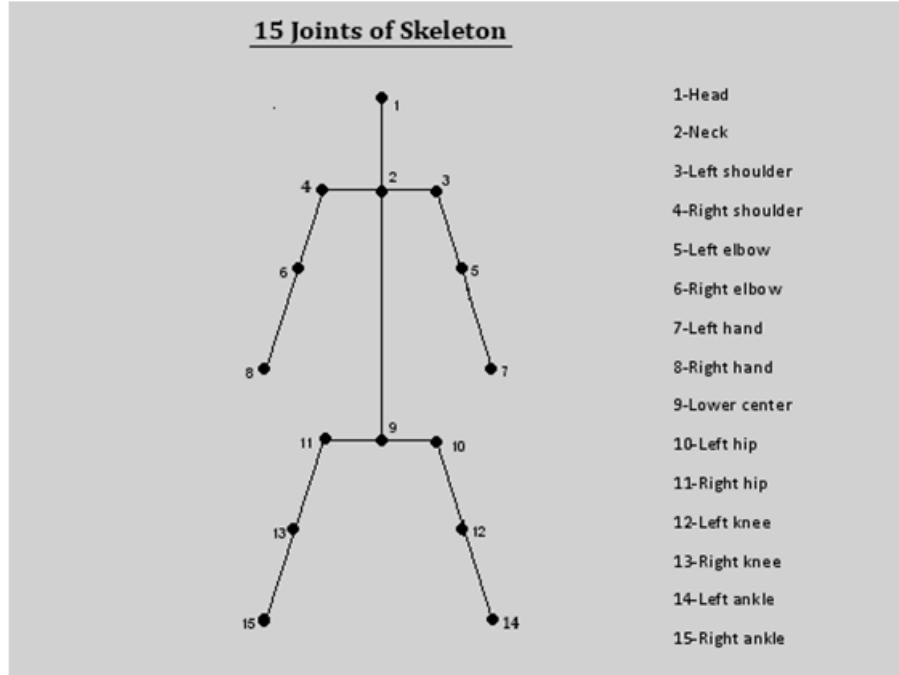 15 Joints of Skeleton
1
2
3
4
5
6
7
8
9
10
11
12
13
14
15
1-Head
2-Neck
3-Left shoulder
4-Right shoulder
5-Left elbow
6-Right elbow
7-Left hand
8-Right hand
9-Lower center
10-Left hip
11-Right hip
12-Left knee
13-Right knee
14-Left ankle
15-Right ankle